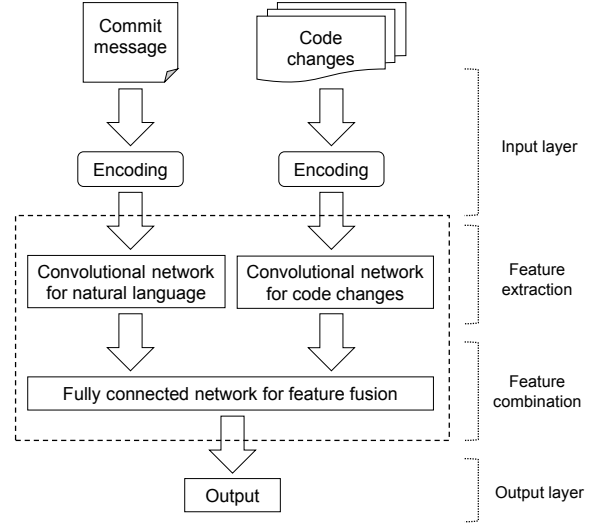 Commit
message
Code
changes
Input layer
Encoding
Encoding
Convolutional network
for natural language
Convolutional network
for code changes
Feature
extraction
Fully connected network for feature fusion
Feature
combination
Output
Output layer